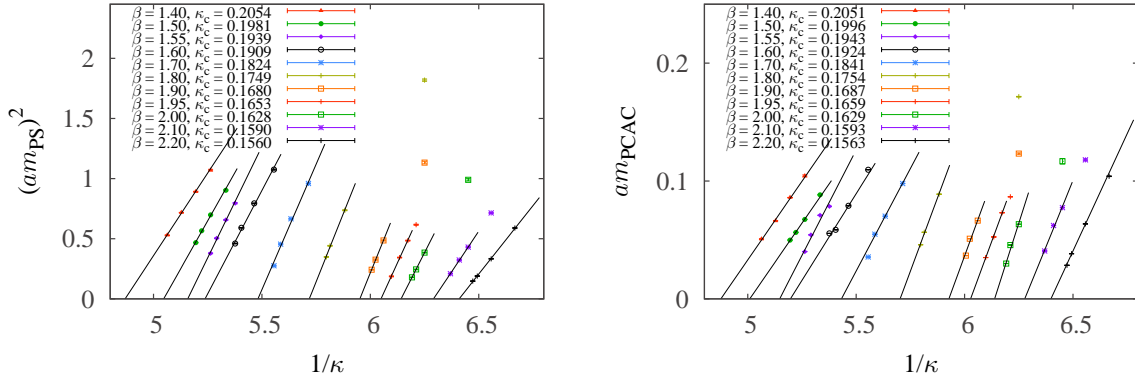 β = 1.40, κc = 0.2054
β = 1.50, κc = 0.1981
β = 1.55, κc = 0.1939
β = 1.60, κc = 0.1909
β = 1.70, κc = 0.1824
β = 1.80, κc = 0.1749
β = 1.90, κc = 0.1680
β = 1.95, κc = 0.1653
β = 2.00, κc = 0.1628
β = 2.10, κc = 0.1590
β = 2.20, κc = 0.1560
2
1.5
1
0.5
0
(amPS)²
5 5.5 6 6.5
1/κ
β = 1.40, κc = 0.2051
β = 1.50, κc = 0.1996
β = 1.55, κc = 0.1943
β = 1.60, κc = 0.1924
β = 1.70, κc = 0.1841
β = 1.80, κc = 0.1754
β = 1.90, κc = 0.1687
β = 1.95, κc = 0.1659
β = 2.00, κc = 0.1629
β = 2.10, κc = 0.1593
β = 2.20, κc = 0.1563
0.2
0.1
0
amPCAC
5 5.5 6 6.5
1/κ